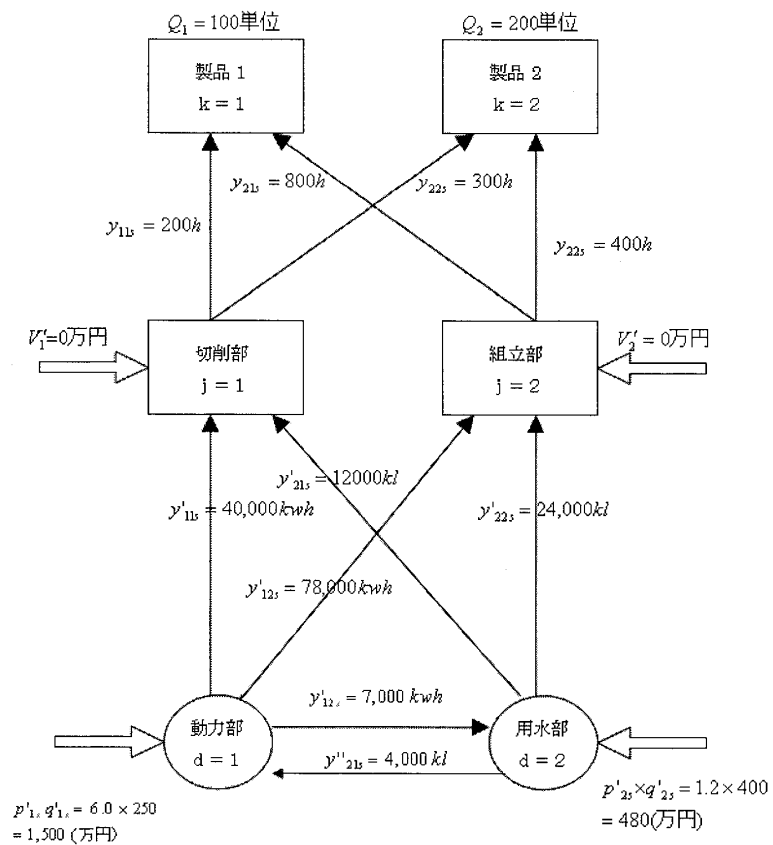 Q₁ = 100単位
Q₂ = 200単位
製品 1
k = 1
製品 2
k = 2
y₂₁ₛ = 800h
y₂₂ₛ = 300h
y₁₁ₛ = 200h
y₂₂ₛ = 400h
V₁'=0万円
切削部
j = 1
組立部
j = 2
V₂' = 0万円
y'₂₁ₛ = 12000kl
y'₁₁ₛ = 40,000kwh
y'₂₂ₛ = 24,000kl
y'₁₂ₛ = 78,000kwh
動力部
d = 1
y'₁₂ₛ = 7,000 kwh
y''₂₁ₛ = 4,000 kl
用水部
d = 2
p'₁ₛ q'₁ₛ = 6.0 × 250
= 1,500 (万円)
p'₂ₛ×q'₂ₛ = 1.2 × 400
= 480(万円)